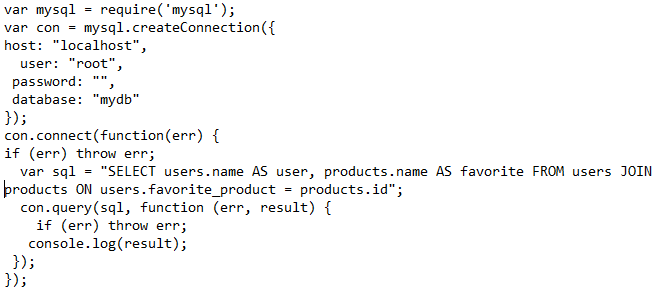 var mysql = require('mysql');
var con = mysql.createConnection({
host: "localhost",
  user: "root",
 password: "",
 database: "mydb"
});
con.connect(function(err) {
if (err) throw err;
  var sql = "SELECT users.name AS user, products.name AS favorite FROM users JOIN
products ON users.favorite_product = products.id";
  con.query(sql, function (err, result) {
    if (err) throw err;
   console.log(result);
 });
});